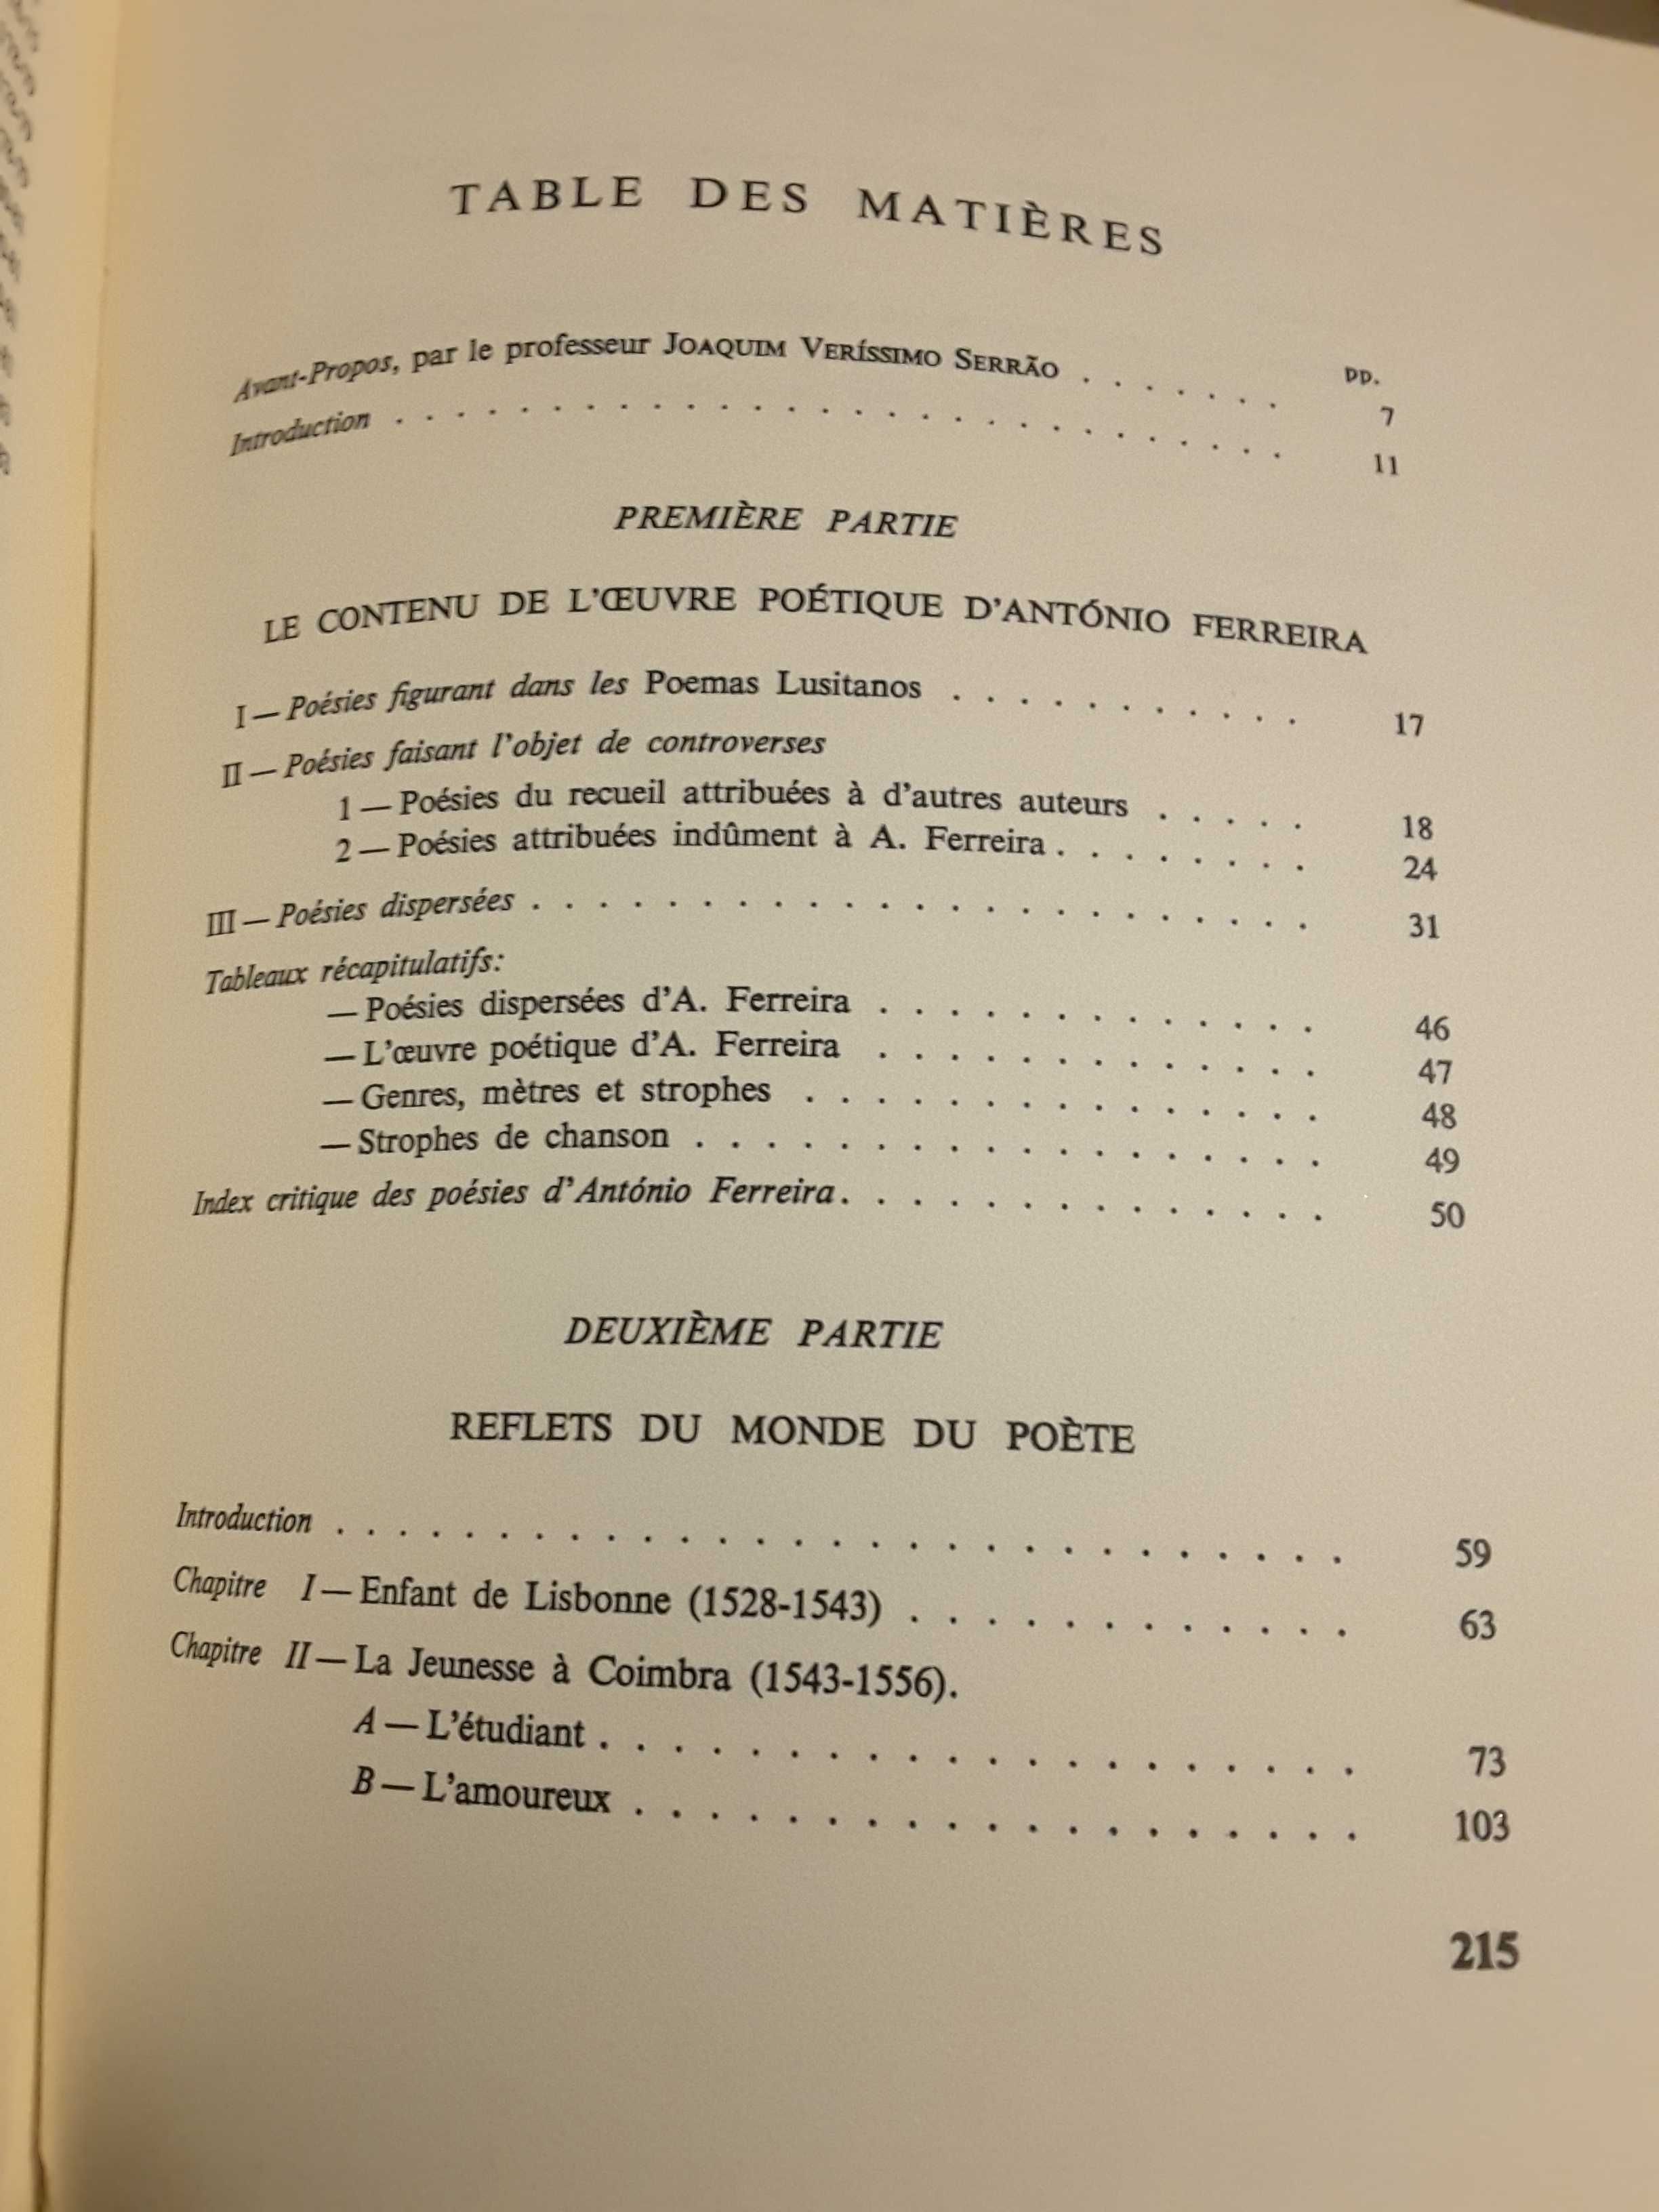 TABLE DES MATIÈRES
pp.
Avant-Propos, par le professeur JOAQUIM VERÍSSIMO SERRÃO . . . . . . . 7
Introduction . . . . . . . . . . . . . . . . . . . . . . . . . . . . 11
PREMIÈRE PARTIE
LE CONTENU DE L'ŒUVRE POÉTIQUE D'ANTÓNIO FERREIRA
I — Poésies figurant dans les Poemas Lusitanos . . . . . . . . . . . 17
II — Poésies faisant l'objet de controverses
1 — Poésies du recueil attribuées à d'autres auteurs . . . . . 18
2 — Poésies attribuées indûment à A. Ferreira . . . . . . . . 24
III — Poésies dispersées . . . . . . . . . . . . . . . . . . . . . . . 31
Tableaux récapitulatifs:
— Poésies dispersées d'A. Ferreira . . . . . . . . . . . . . 46
— L'œuvre poétique d'A. Ferreira . . . . . . . . . . . . . 47
— Genres, mètres et strophes . . . . . . . . . . . . . . . 48
— Strophes de chanson . . . . . . . . . . . . . . . . . . 49
Index critique des poésies d'António Ferreira . . . . . . . . . . . . . . 50
DEUXIÈME PARTIE
REFLETS DU MONDE DU POÈTE
Introduction . . . . . . . . . . . . . . . . . . . . . . . . . . . . 59
Chapitre I — Enfant de Lisbonne (1528-1543) . . . . . . . . . . . . 63
Chapitre II — La Jeunesse à Coimbra (1543-1556).
A — L'étudiant . . . . . . . . . . . . . . . . . . . . 73
B — L'amoureux . . . . . . . . . . . . . . . . . . . 103
215